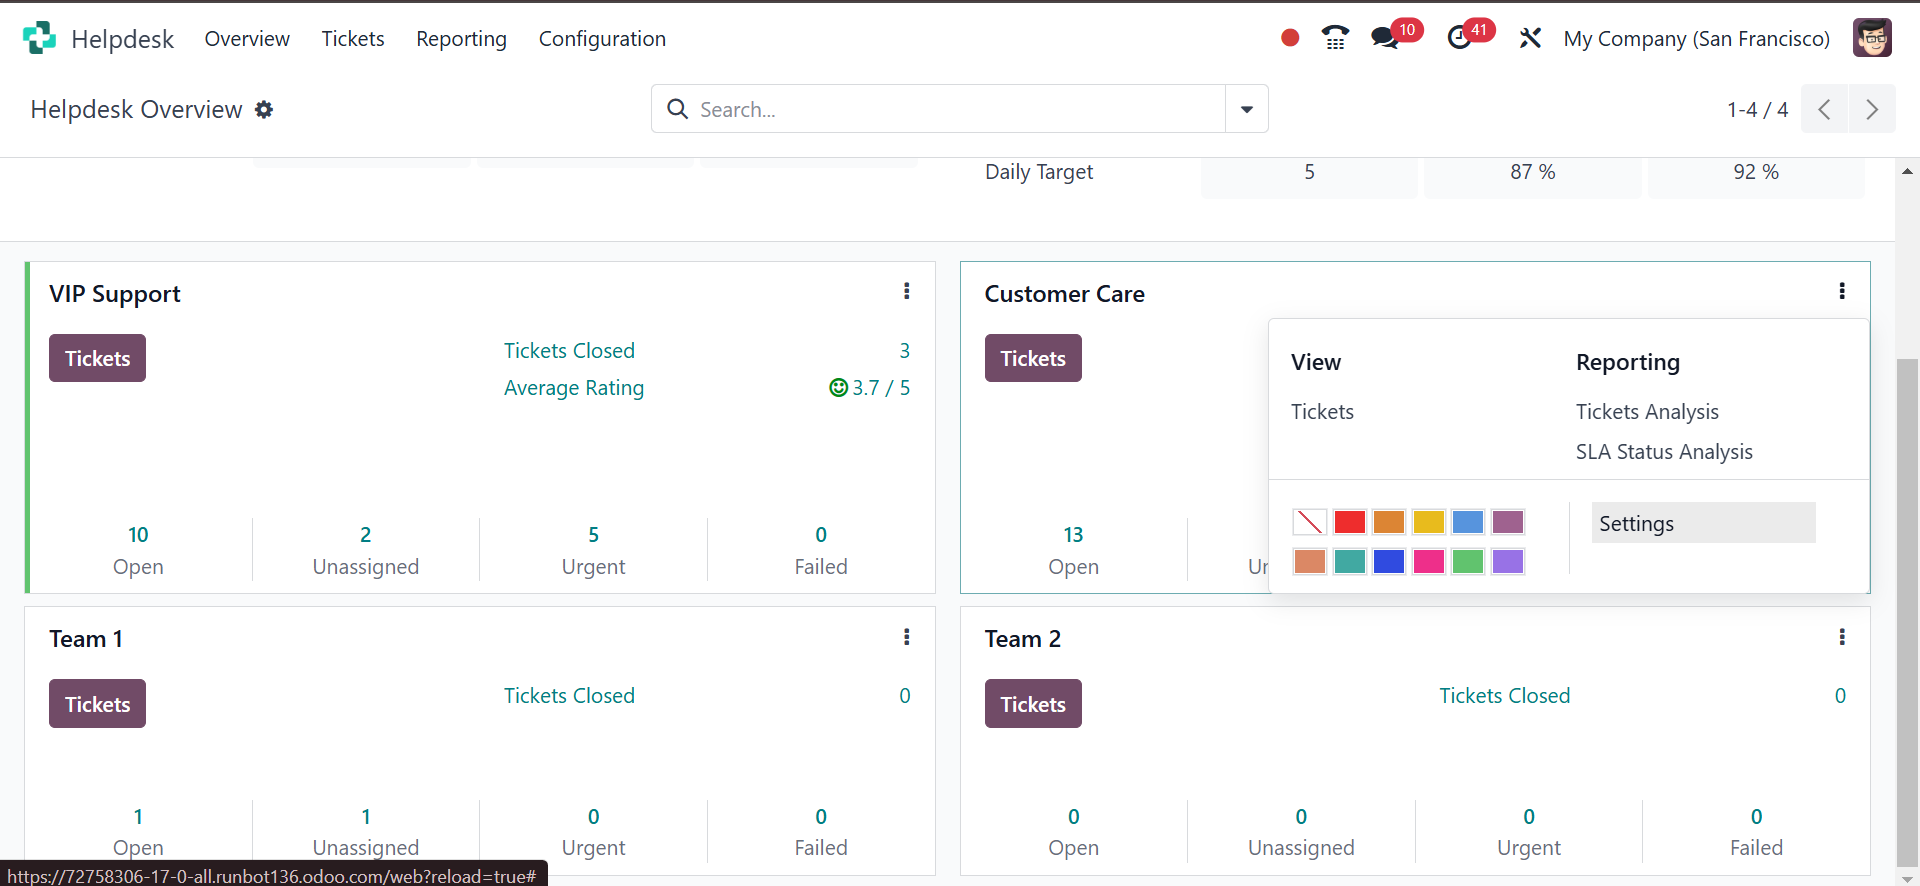 Helpdesk Overview Tickets Reporting Configuration 10 41 My Company (San Francisco)
Helpdesk Overview Search... 1-4 / 4
Daily Target 5 87 % 92 %
VIP Support
Tickets
Tickets Closed 3
Average Rating 3.7 / 5
10 2 5 0
Open Unassigned Urgent Failed
Customer Care
Tickets
13
Open
Ur
View Reporting
Tickets Tickets Analysis
SLA Status Analysis
Settings
Team 1
Tickets
Tickets Closed 0
1 1 0 0
Open Unassigned Urgent Failed
Team 2
Tickets
Tickets Closed 0
0 0 0 0
Open Unassigned Urgent Failed
https://72758306-17-0-all.runbot136.odoo.com/web?reload=true#